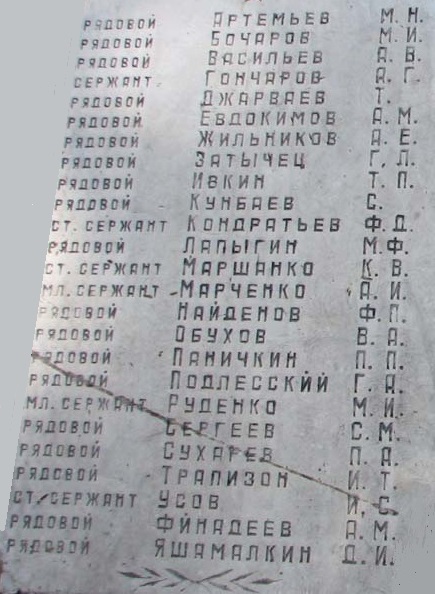 РЯДОВОЙ АРТЕМЬЕВ М. Н.
РЯДОВОЙ БОЧАРОВ М. И.
РЯДОВОЙ ВАСИЛЬЕВ А. В.
СЕРЖАНТ ГОНЧАРОВ А. Г.
РЯДОВОЙ ДЖАРВАЕВ Т.
РЯДОВОЙ ЕВДОКИМОВ А. М.
РЯДОВОЙ ЖИЛЬНИКОВ А. Е.
РЯДОВОЙ ЗАТЫЧЕЦ Г. Л.
РЯДОВОЙ ИВКИН Т. П.
РЯДОВОЙ КУНБАЕВ С.
СТ. СЕРЖАНТ КОНДРАТЬЕВ Ф. Д.
РЯДОВОЙ ЛАПЫГИН М. Ф.
СТ. СЕРЖАНТ МАРШАНКО К. В.
МЛ. СЕРЖАНТ МАРЧЕНКО А. И.
РЯДОВОЙ НАЙДЕНОВ Ф. П.
РЯДОВОЙ ОБУХОВ В. А.
РЯДОВОЙ ПАНИЧКИН П. П.
РЯДОВОЙ ПОДЛЕССКИЙ Г. А.
МЛ. СЕРЖАНТ РУДЕНКО М. И.
РЯДОВОЙ СЕРГЕЕВ С. М.
РЯДОВОЙ СУХАРЕВ П. А.
РЯДОВОЙ ТРАПИЗОН И. Т.
СТ. СЕРЖАНТ УСОВ И. С.
РЯДОВОЙ ФИНАДЕЕВ А. М.
РЯДОВОЙ ЯШАМАЛКИН Д. И.